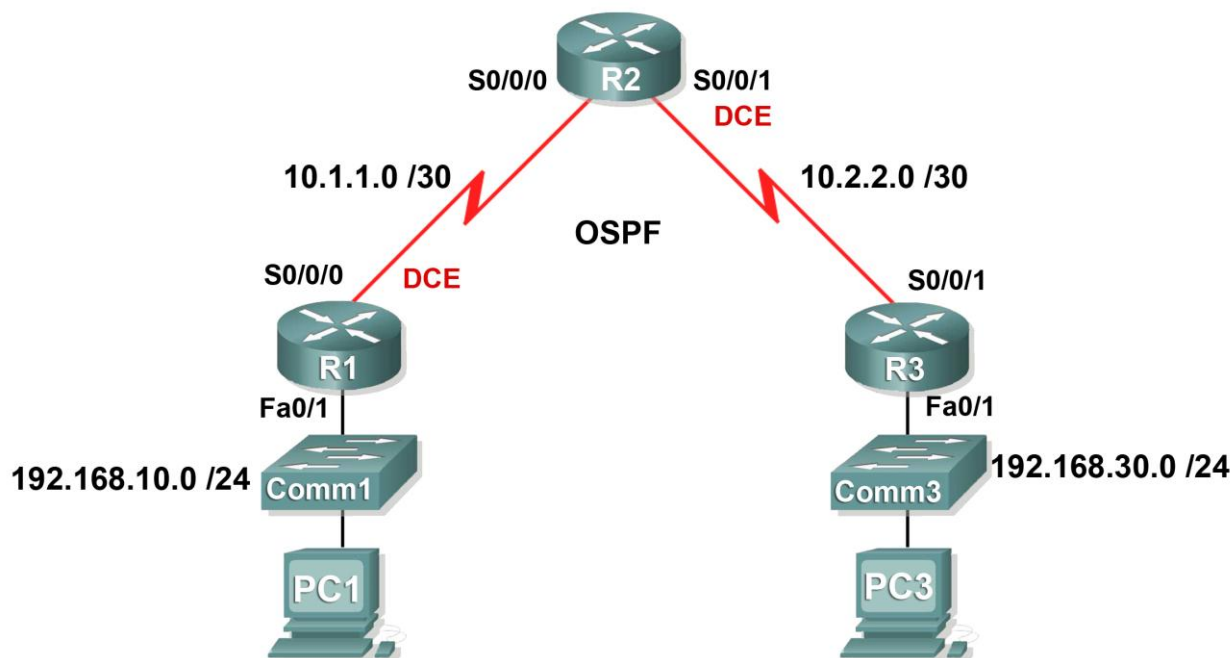 R2
S0/0/0
S0/0/1
DCE
10.1.1.0 /30
10.2.2.0 /30
OSPF
S0/0/0
DCE
S0/0/1
R1
R3
Fa0/1
Fa0/1
192.168.10.0 /24
Comm1
Comm3
192.168.30.0 /24
PC1
PC3